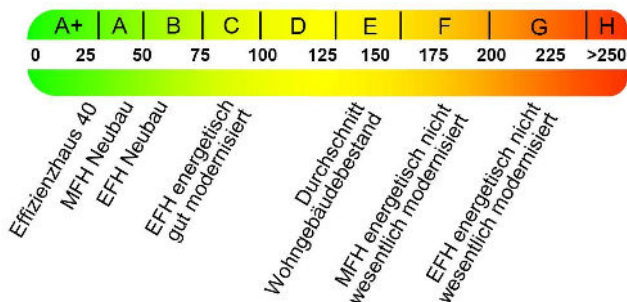 A+ A B C D E F G H
0 25 50 75 100 125 150 175 200 225 >250
Effizienzhaus 40
MFH Neubau
EFH Neubau
EFH energetisch
gut modernisiert
Durchschnitt
Wohngebäudebestand
MFH energetisch nicht
wesentlich modernisiert
EFH energetisch nicht
wesentlich modernisiert